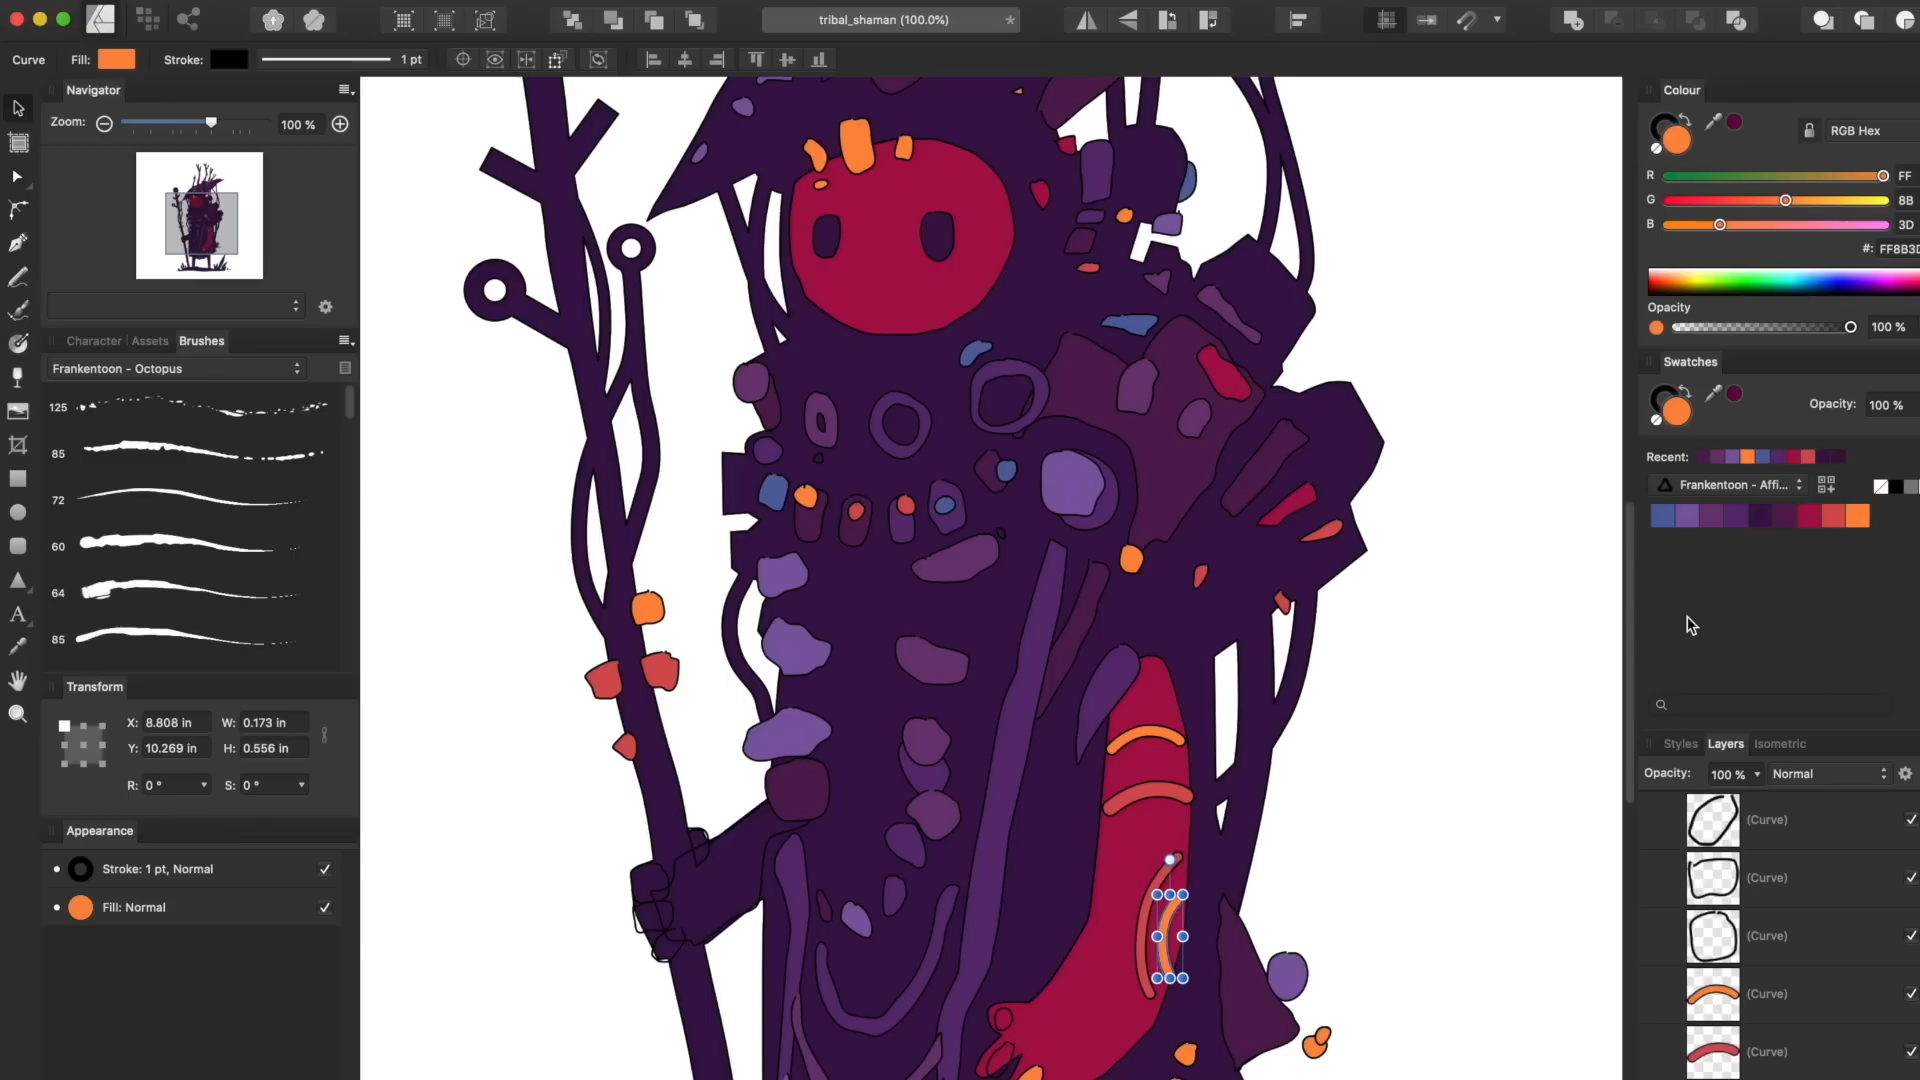 tribal_shaman (100.0%)
Curve Fill: Stroke: 1 pt
Navigator
Zoom: 100 %
Character Assets Brushes
Frankentoon - Octopus
125
85
72
60
64
85
Transform
X: 8.808 in W: 0.173 in
Y: 10.269 in H: 0.556 in
R: 0 ° S: 0 °
Appearance
Stroke: 1 pt, Normal
Fill: Normal
Colour
RGB Hex
R FF
G 8B
B 3D
#: FF8B3D
Opacity
100 %
Swatches
Opacity: 100 %
Recent:
Frankentoon - Affi...
Styles Layers Isometric
Opacity: 100 % Normal
(Curve)
(Curve)
(Curve)
(Curve)
(Curve)